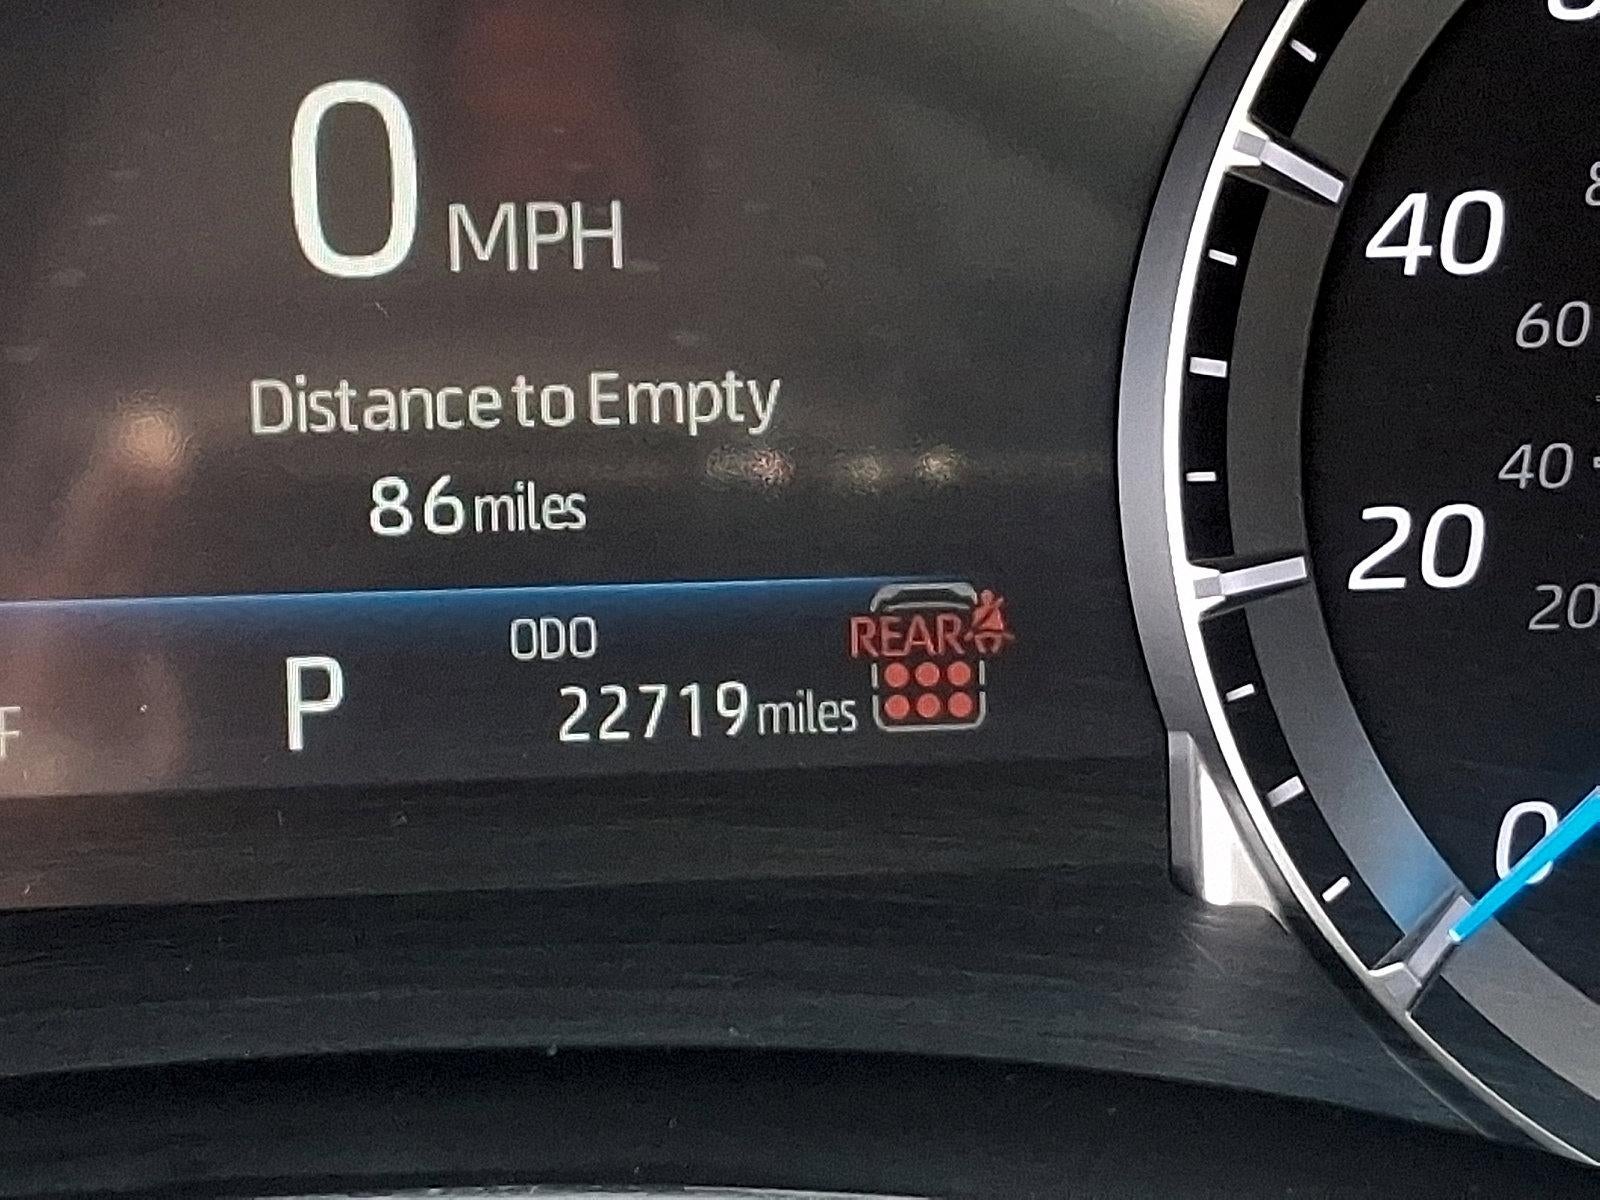 0 MPH
Distance to Empty
86 miles
ODO
P
22719 miles
REAR
F
40
60
40
20
20
0